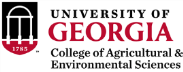 UNIVERSITY OF
GEORGIA
College of Agricultural &
Environmental Sciences
1785